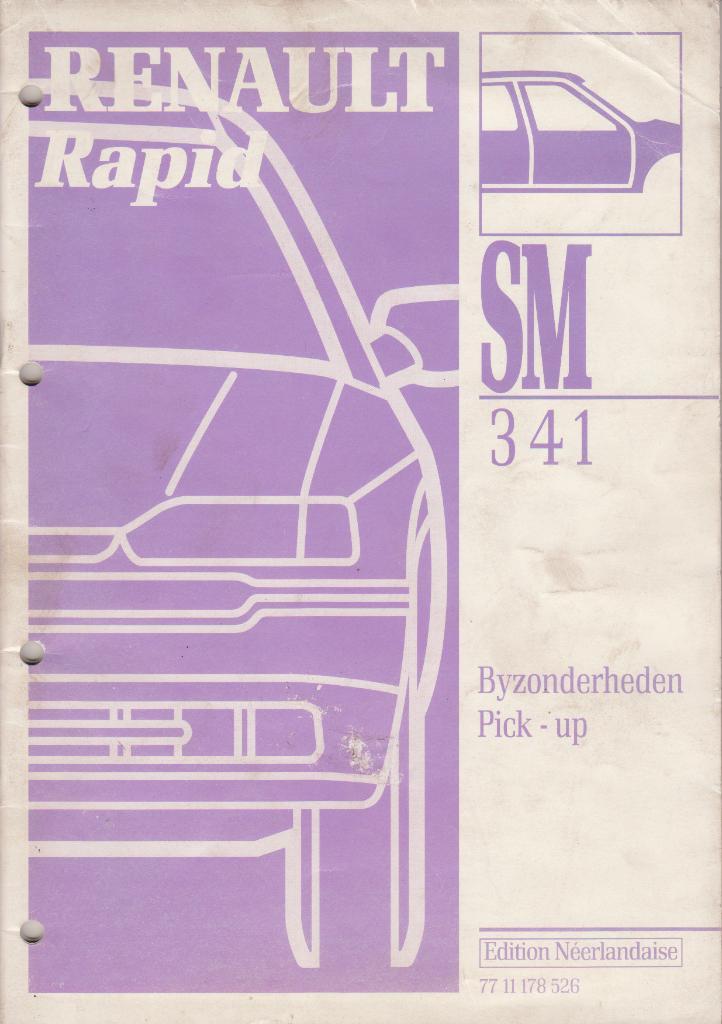 RENAULT
Rapid
SM
341
Byzonderheden
Pick - up
Edition Néerlandaise
77 11 178 526